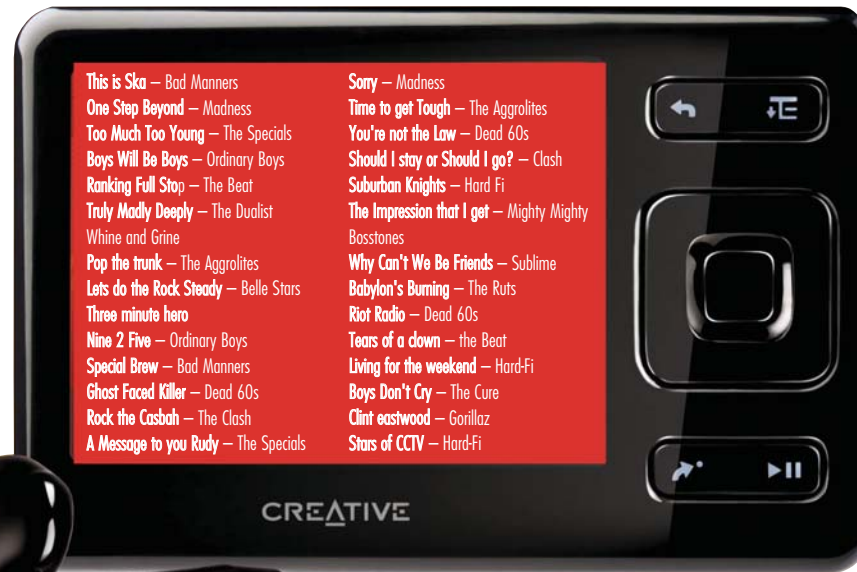 This is Ska – Bad Manners
One Step Beyond – Madness
Too Much Too Young – The Specials
Boys Will Be Boys – Ordinary Boys
Ranking Full Stop – The Beat
Truly Madly Deeply – The Dualist
Whine and Grine
Pop the trunk – The Aggrolites
Lets do the Rock Steady – Belle Stars
Three minute hero
Nine 2 Five – Ordinary Boys
Special Brew – Bad Manners
Ghost Faced Killer – Dead 60s
Rock the Casbah – The Clash
A Message to you Rudy – The Specials
Sorry – Madness
Time to get Tough – The Aggrolites
You're not the Law – Dead 60s
Should I stay or Should I go? – Clash
Suburban Knights – Hard Fi
The Impression that I get – Mighty Mighty
Bosstones
Why Can't We Be Friends – Sublime
Babylon's Burning – The Ruts
Riot Radio – Dead 60s
Tears of a clown – the Beat
Living for the weekend – Hard-Fi
Boys Don't Cry – The Cure
Clint eastwood – Gorillaz
Stars of CCTV – Hard-Fi
CREATIVE